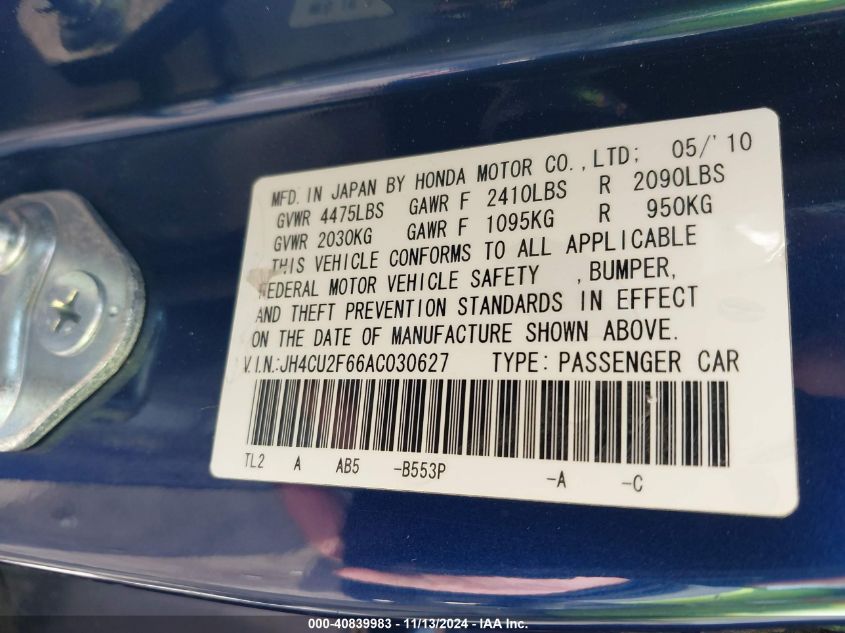 MFD. IN JAPAN BY HONDA MOTOR CO.,LTD; 05/'10
GVWR 4475LBS GAWR F 2410LBS R 2090LBS
GVWR 2030KG GAWR F 1095KG R 950KG
THIS VEHICLE CONFORMS TO ALL APPLICABLE
FEDERAL MOTOR VEHICLE SAFETY ,BUMPER,
AND THEFT PREVENTION STANDARDS IN EFFECT
ON THE DATE OF MANUFACTURE SHOWN ABOVE.
V.I.N.:JH4CU2F66AC030627 TYPE: PASSENGER CAR
TL2 A AB5 -B553P -A -C
000-40839983 - 11/13/2024 - IAA Inc.